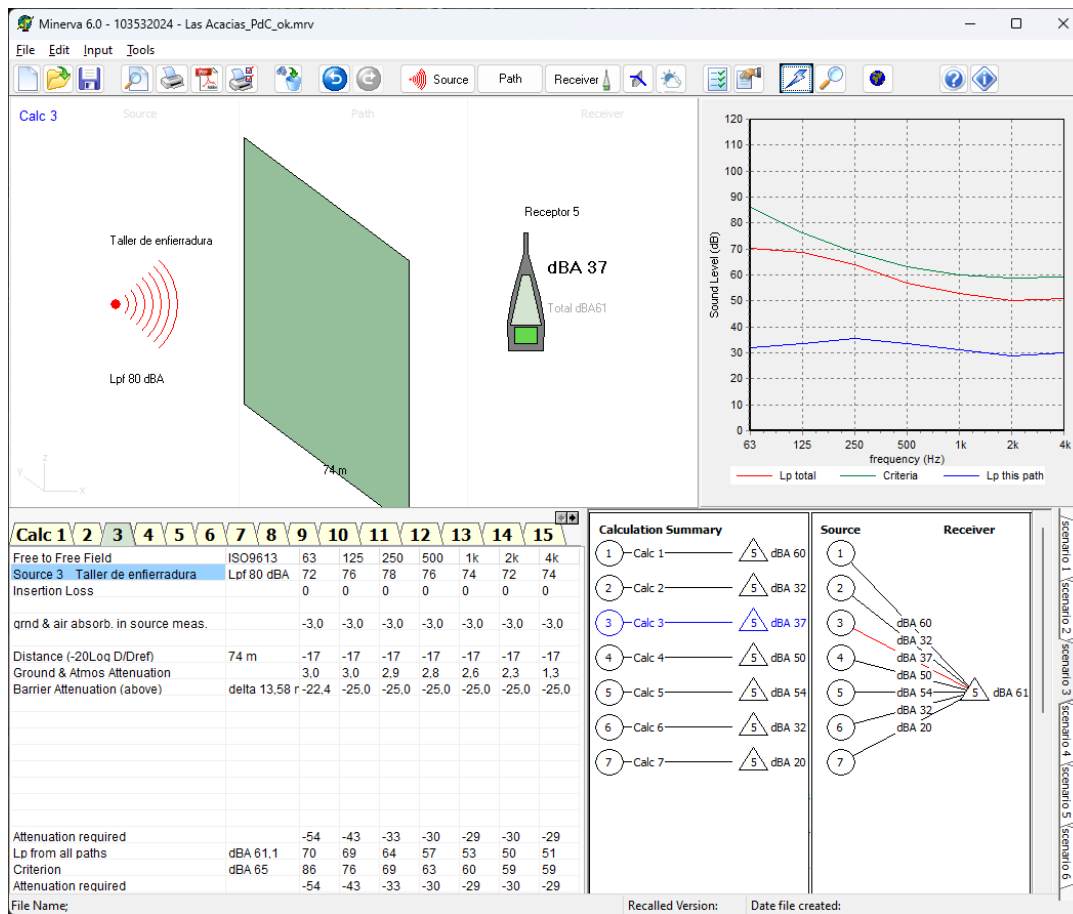 Minerva 6.0 - 103532024 - Las Acacias_PdC_ok.mrv
File Edit Input Tools
Source Path Receiver
Calc 3 Source Path Receiver
Taller de enfierradura
Lpf 80 dBA
74 m
z
y
x
Receptor 5
dBA 37
Total dBA61
120
110
100
90
80
70
60
50
40
30
20
10
0
Sound Level (dB)
63 125 250 500 1k 2k 4k
frequency (Hz)
Lp total Criteria Lp this path
Calc 1 2 3 4 5 6 7 8 9 10 11 12 13 14 15
Free to Free Field ISO9613 63 125 250 500 1k 2k 4k
Source 3 Taller de enfierradura Lpf 80 dBA 72 76 78 76 74 72 74
Insertion Loss 0 0 0 0 0 0 0
grnd & air absorb. in source meas. -3,0 -3,0 -3,0 -3,0 -3,0 -3,0 -3,0
Distance (-20Log D/Dref) 74 m -17 -17 -17 -17 -17 -17 -17
Ground & Atmos Attenuation 3,0 3,0 2,9 2,8 2,6 2,3 1,3
Barrier Attenuation (above) delta 13,58 r -22,4 -25,0 -25,0 -25,0 -25,0 -25,0 -25,0
Attenuation required -54 -43 -33 -30 -29 -30 -29
Lp from all paths dBA 61,1 70 69 64 57 53 50 51
Criterion dBA 65 86 76 69 63 60 59 59
Attenuation required -54 -43 -33 -30 -29 -30 -29
Calculation Summary
1 Calc 1 5 dBA 60
2 Calc 2 5 dBA 32
3 Calc 3 5 dBA 37
4 Calc 4 5 dBA 50
5 Calc 5 5 dBA 54
6 Calc 6 5 dBA 32
7 Calc 7 5 dBA 20
Source Receiver
1
2
3 dBA 60
dBA 32
4 dBA 37
dBA 50
5 dBA 54 5 dBA 61
dBA 32
6 dBA 20
7
scenario 1
scenario 2
scenario 3
scenario 4
scenario 5
scenario 6
File Name; Recalled Version: Date file created: